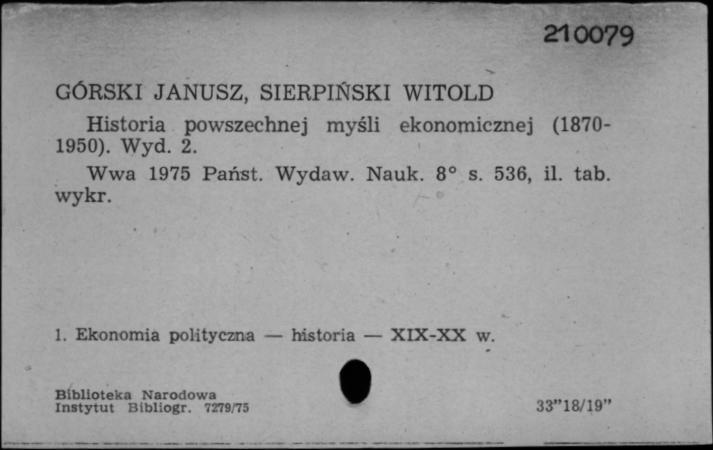 210079
GÓRSKI JANUSZ, SIERPIŃSKI WITOLD
Historia powszechnej myśli ekonomicznej (1870-
1950). Wyd. 2.
Wwa 1975 Państ. Wydaw. Nauk. 8° s. 536, il. tab.
wykr.
1. Ekonomia polityczna — historia — XIX-XX w.
Biblioteka Narodowa
Instytut Bibliogr. 7279/75
33”18/19”